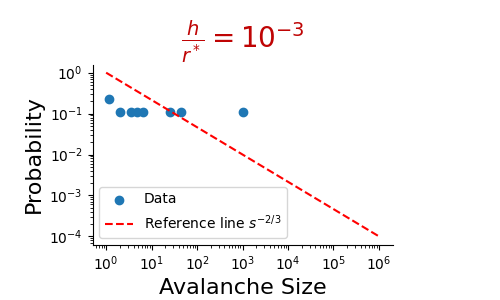 h/r* = 10⁻³
10⁰
10⁻¹
10⁻²
10⁻³
10⁻⁴
Probability
Data
Reference line s⁻²/³
10⁰ 10¹ 10² 10³ 10⁴ 10⁵ 10⁶
Avalanche Size